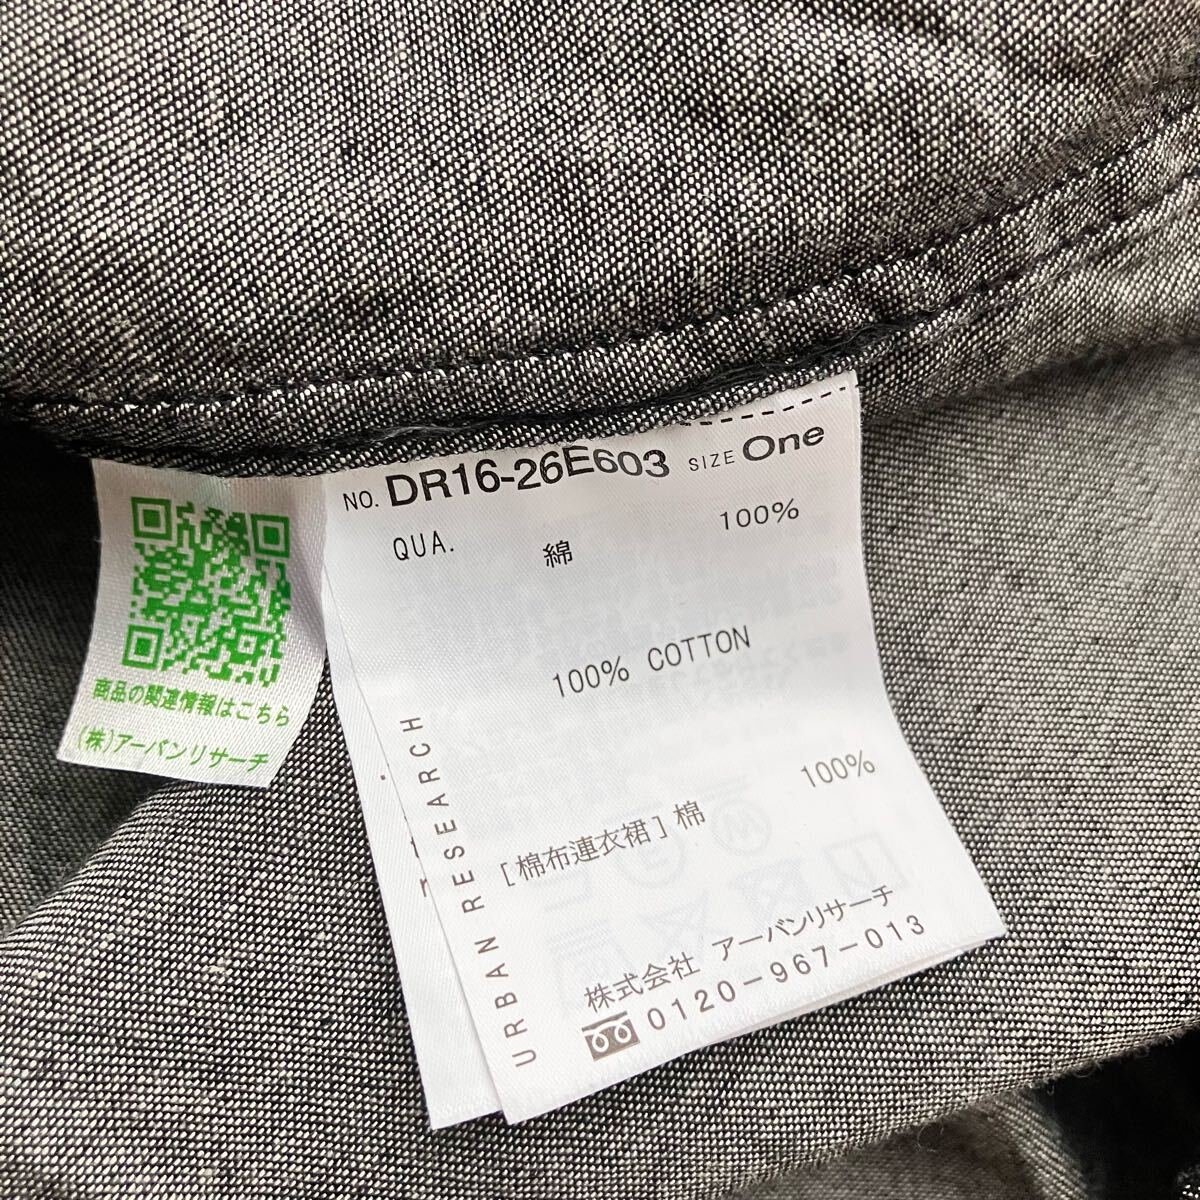 NO. DR16-26E603 SIZE One
QUA. 綿 100%
100% COTTON
[棉布連衣裙] 棉 100%
株式会社 アーバンリサーチ
0120-967-013
URBAN RESEARCH
商品の関連情報はこちら
(株)アーバンリサーチ